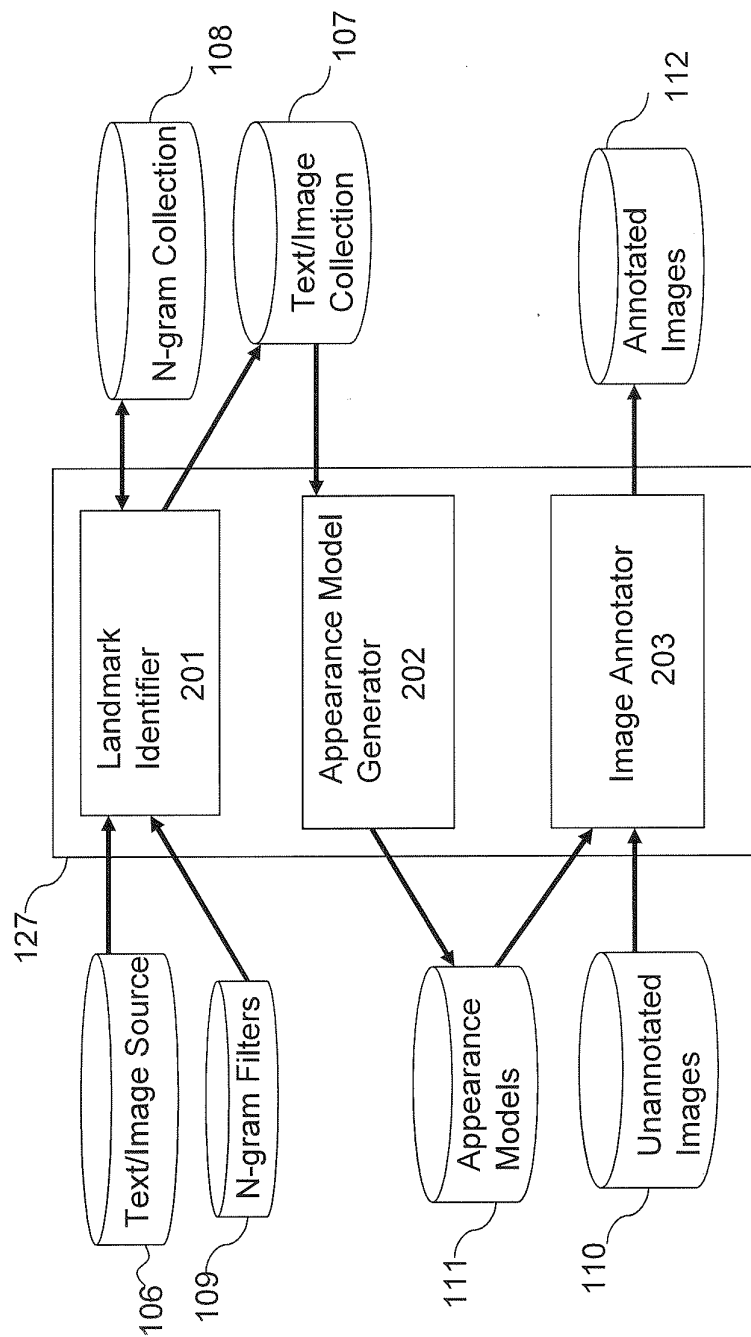 127
106
Text/Image Source
109
N-gram Filters
Landmark
Identifier
201
N-gram Collection
108
Text/Image
Collection
107
Appearance Model
Generator
202
111
Appearance
Models
110
Unannotated
Images
Image Annotator
203
Annotated
Images
112